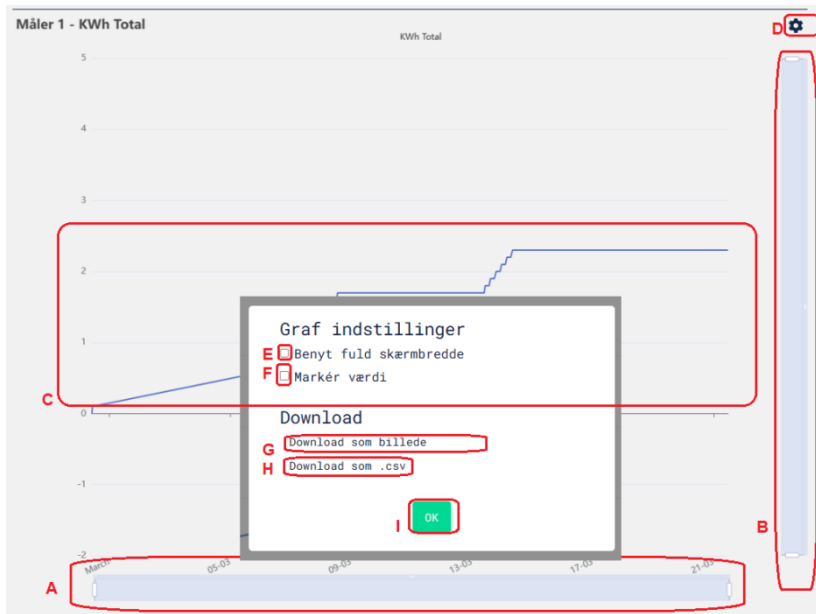 Måler 1 - KWh Total
D
KWh Total
5
4
3
2
1
0
-1
-2
C
Graf indstillinger
E Benyt fuld skærmbredde
F Markér værdi
Download
G Download som billede
H Download som .csv
I OK
B
March 05-03 09-03 13-03 17-03 21-03
A